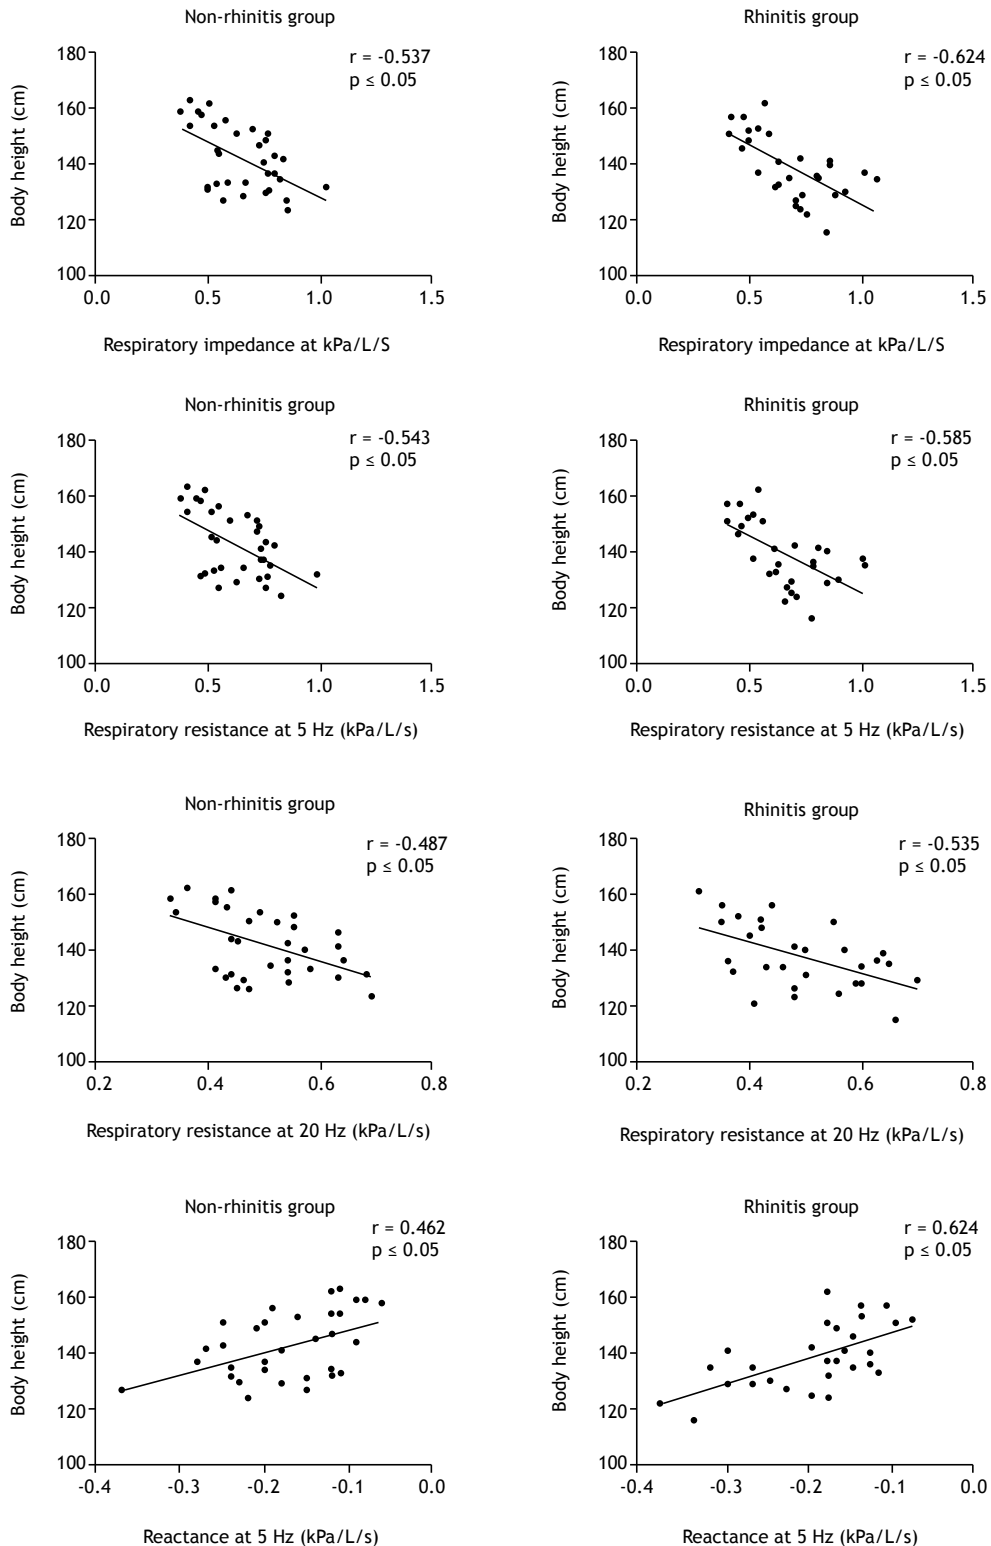 Non-rhinitis group
r = -0.537
p ≤ 0.05
Body height (cm)
180
160
140
120
100
0.0 0.5 1.0 1.5
Respiratory impedance at kPa/L/S
Rhinitis group
r = -0.624
p ≤ 0.05
Body height (cm)
180
160
140
120
100
0.0 0.5 1.0 1.5
Respiratory impedance at kPa/L/S
Non-rhinitis group
r = -0.543
p ≤ 0.05
Body height (cm)
180
160
140
120
100
0.0 0.5 1.0 1.5
Respiratory resistance at 5 Hz (kPa/L/s)
Rhinitis group
r = -0.585
p ≤ 0.05
Body height (cm)
180
160
140
120
100
0.0 0.5 1.0 1.5
Respiratory resistance at 5 Hz (kPa/L/s)
Non-rhinitis group
r = -0.487
p ≤ 0.05
Body height (cm)
180
160
140
120
100
0.2 0.4 0.6 0.8
Respiratory resistance at 20 Hz (kPa/L/s)
Rhinitis group
r = -0.535
p ≤ 0.05
Body height (cm)
180
160
140
120
100
0.2 0.4 0.6 0.8
Respiratory resistance at 20 Hz (kPa/L/s)
Non-rhinitis group
r = 0.462
p ≤ 0.05
Body height (cm)
180
160
140
120
100
-0.4 -0.3 -0.2 -0.1 0.0
Reactance at 5 Hz (kPa/L/s)
Rhinitis group
r = 0.624
p ≤ 0.05
Body height (cm)
180
160
140
120
100
-0.4 -0.3 -0.2 -0.1 0.0
Reactance at 5 Hz (kPa/L/s)